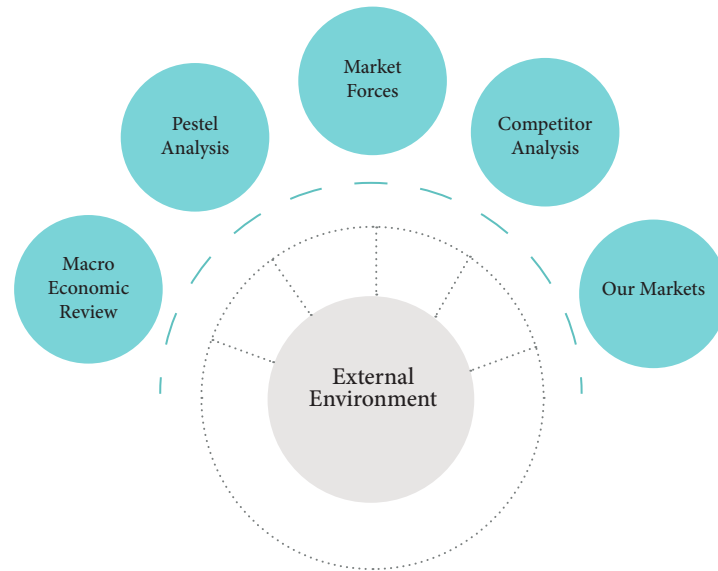 Market
Forces
Pestel
Analysis
Competitor
Analysis
Macro
Economic
Review
Our Markets
External
Environment